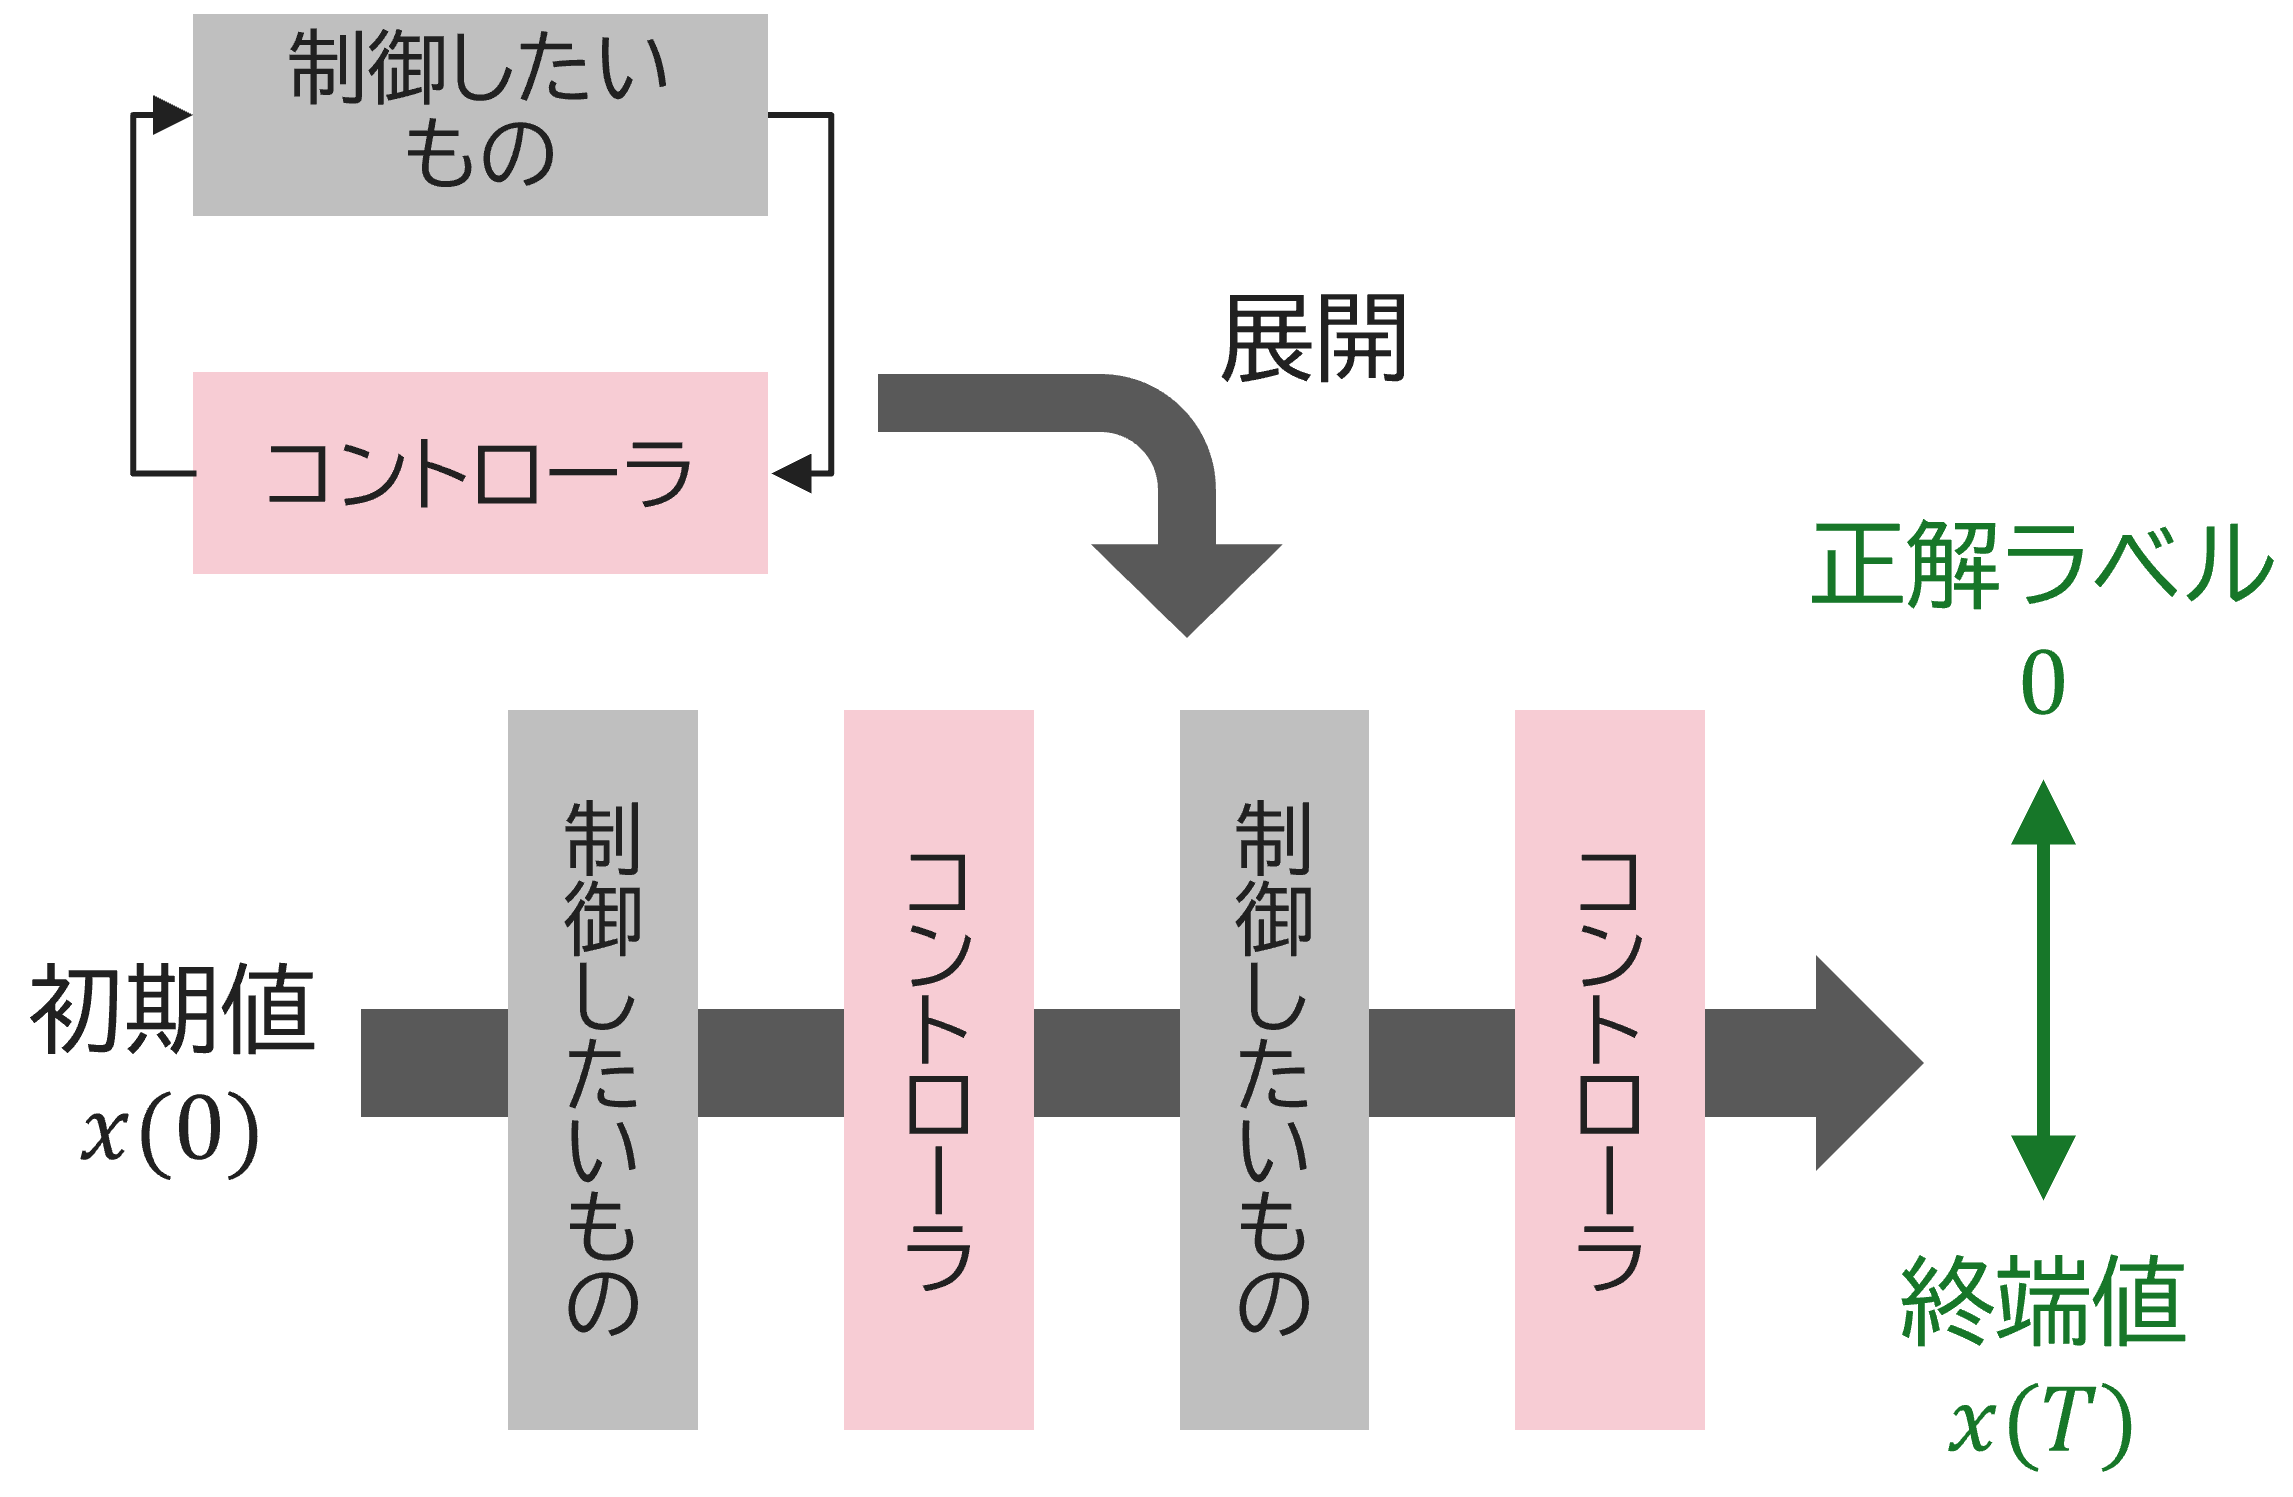 制御したい
もの
コントローラ
展開
正解ラベル
0
制御したいもの
コントローラ
制御したいもの
コントローラ
初期値
x(0)
終端値
x(T)